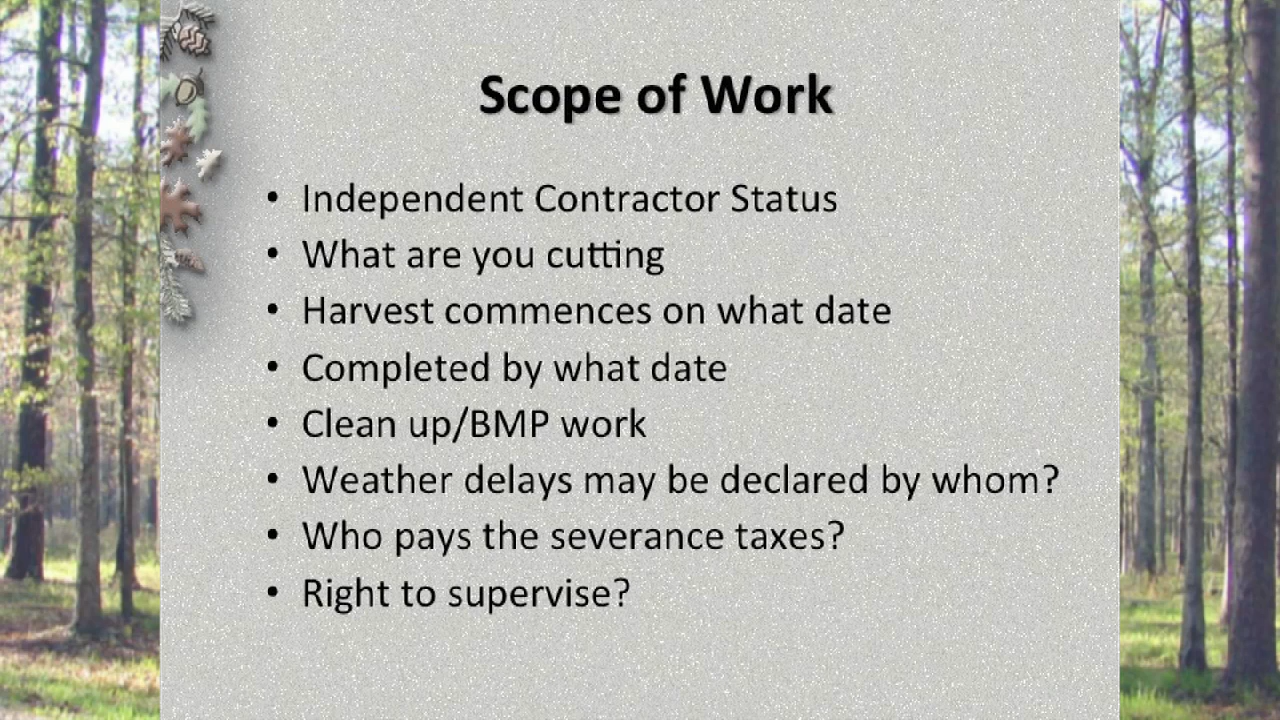 Scope of Work
• Independent Contractor Status
• What are you cutting
• Harvest commences on what date
• Completed by what date
• Clean up/BMP work
• Weather delays may be declared by whom?
• Who pays the severance taxes?
• Right to supervise?